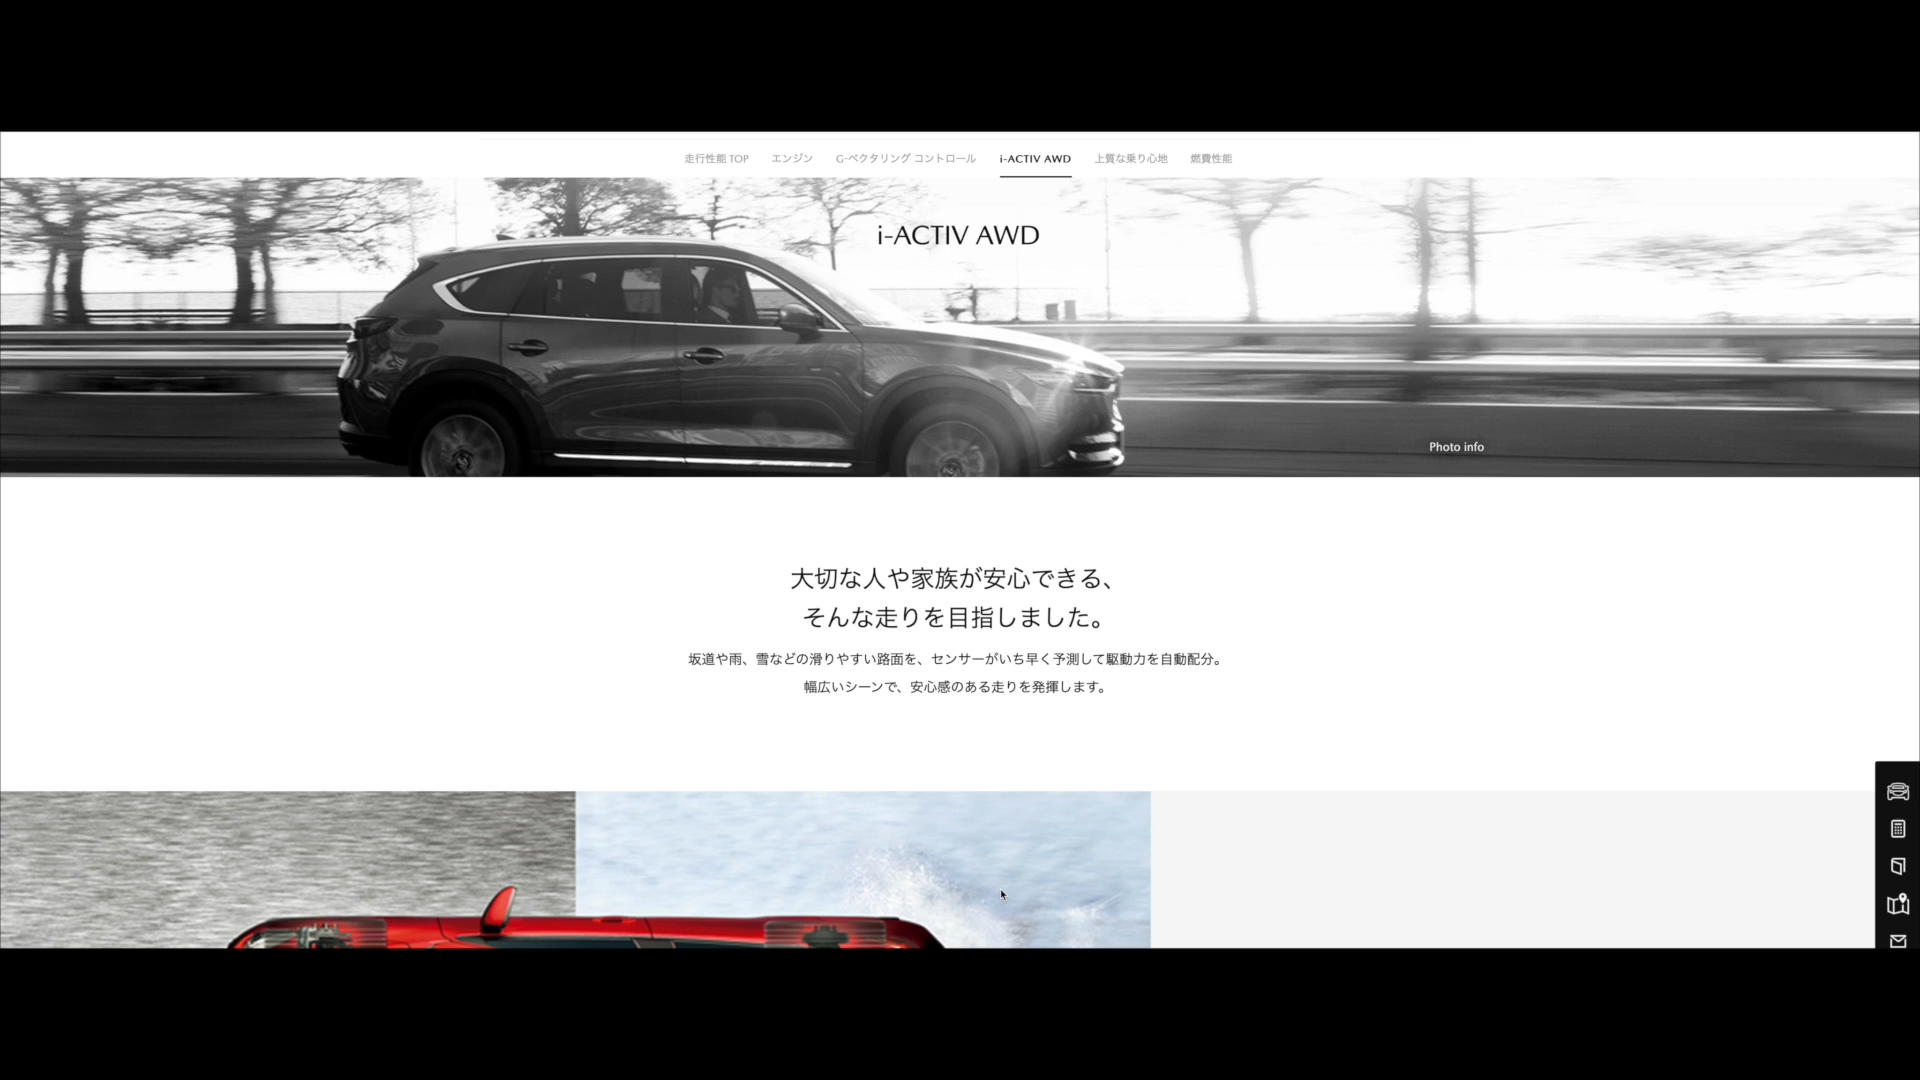 走行性能 TOP
エンジン
G-ベクタリング コントロール
i-ACTIV AWD
上質な乗り心地
燃費性能
i-ACTIV AWD
Photo info
大切な人や家族が安心できる、
そんな走りを目指しました。
坂道や雨、雪などの滑りやすい路面を、センサーがいち早く予測して駆動力を自動配分。
幅広いシーンで、安心感のある走りを発揮します。